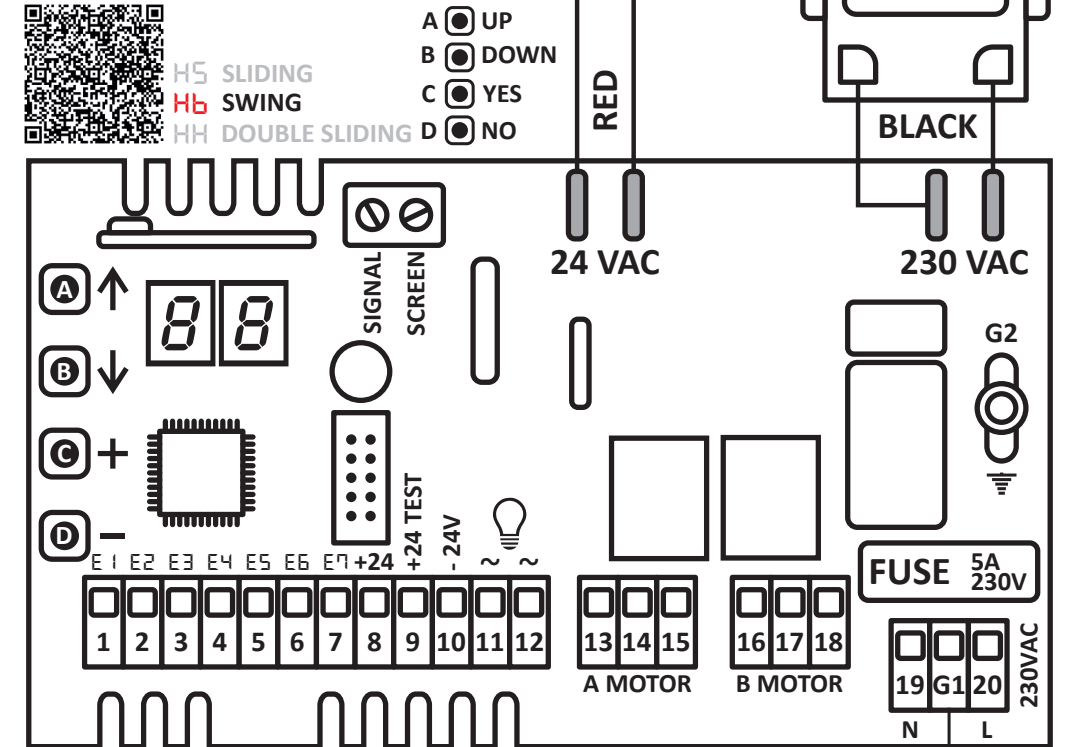 A UP
B DOWN
C YES
D NO
H5 SLIDING
Hb SWING
HH DOUBLE SLIDING
RED
BLACK
24 VAC
230 VAC
SIGNAL
SCREEN
A
B
C +
D -
88
G2
+24 TEST
- 24V
E1 E2 E3 E4 E5 E6 E7 +24 ~ ~
1 2 3 4 5 6 7 8 9 10 11 12
13 14 15
16 17 18
A MOTOR
B MOTOR
FUSE 5A 230V
19 G1 20
230VAC
N L